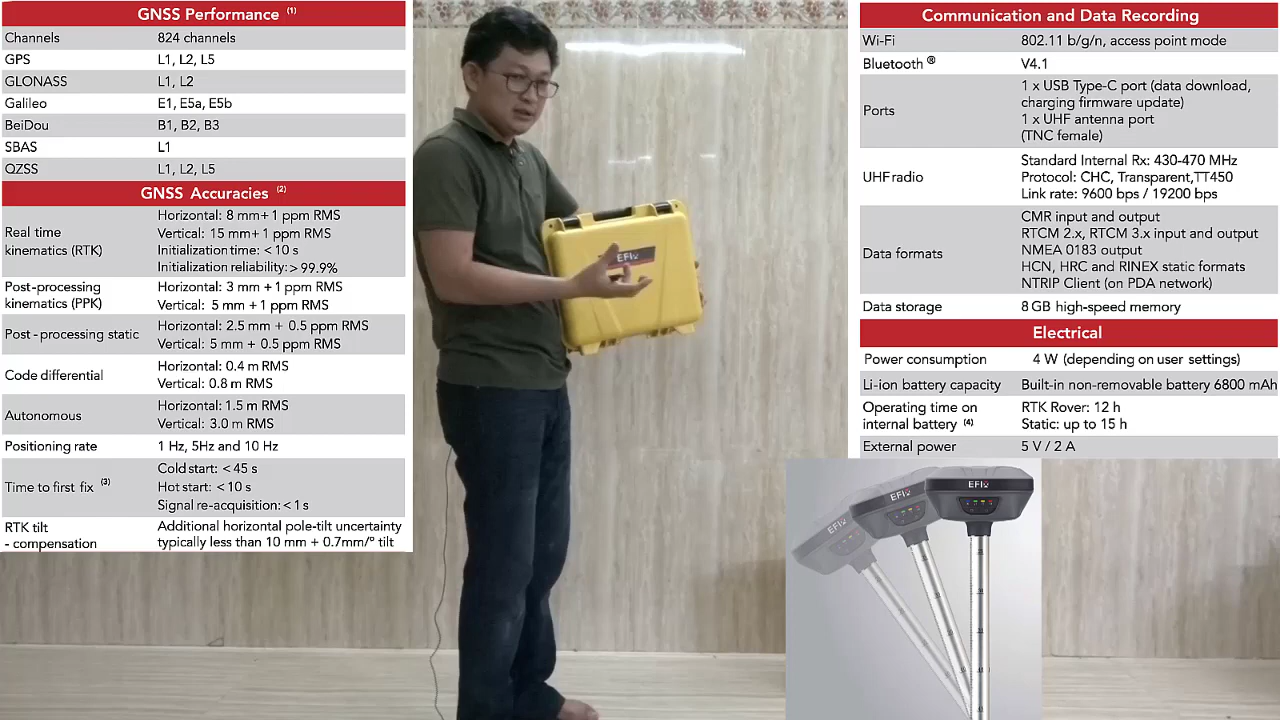 GNSS Performance (1)
Channels 824 channels
GPS L1, L2, L5
GLONASS L1, L2
Galileo E1, E5a, E5b
BeiDou B1, B2, B3
SBAS L1
QZSS L1, L2, L5
GNSS Accuracies (2)
Real time kinematics (RTK)
Horizontal: 8 mm+1 ppm RMS
Vertical: 15 mm+1 ppm RMS
Initialization time: < 10 s
Initialization reliability: > 99.9%
Post-processing kinematics (PPK)
Horizontal: 3 mm +1 ppm RMS
Vertical: 5 mm +1 ppm RMS
Post - processing static
Horizontal: 2.5 mm + 0.5 ppm RMS
Vertical: 5 mm + 0.5 ppm RMS
Code differential
Horizontal: 0.4 m RMS
Vertical: 0.8 m RMS
Autonomous
Horizontal: 1.5 m RMS
Vertical: 3.0 m RMS
Positioning rate 1 Hz, 5Hz and 10 Hz
Time to first fix (3)
Cold start: < 45 s
Hot start: < 10 s
Signal re-acquisition < 1 s
RTK tilt - compensation
Additional horizontal pole-tilt uncertainty
typically less than 10 mm + 0.7mm/° tilt
EFIX
Communication and Data Recording
Wi-Fi 802.11 b/g/n, access point mode
Bluetooth ® V4.1
Ports
1 x USB Type-C port (data download,
charging firmware update)
1 x UHF antenna port
(TNC female)
UHF radio
Standard Internal Rx: 430-470 MHz
Protocol: CHC, Transparent,TT450
Link rate: 9600 bps / 19200 bps
Data formats
CMR input and output
RTCM 2.x, RTCM 3.x input and output
NMEA 0183 output
HCN, HRC and RINEX static formats
NTRIP Client (on PDA network)
Data storage 8 GB high-speed memory
Electrical
Power consumption 4 W (depending on user settings)
Li-ion battery capacity Built-in non-removable battery 6800 mAh
Operating time on internal battery (4)
RTK Rover: 12 h
Static: up to 15 h
External power 5 V / 2 A
EFIX
EFIX
EFIX